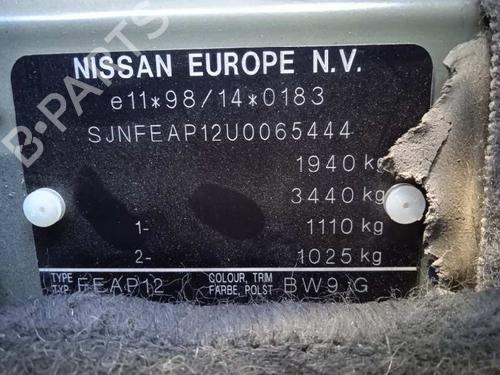 NISSAN EUROPE N.V.
e11*98/14*0183
SJNFEAP12U0065444
1940 kg
3440 kg
1- 1110 kg
2- 1025 kg
TYPE TYP. FEAP12 COLOUR, TRIM FARBE, POLST BW9 G
B-PARTS